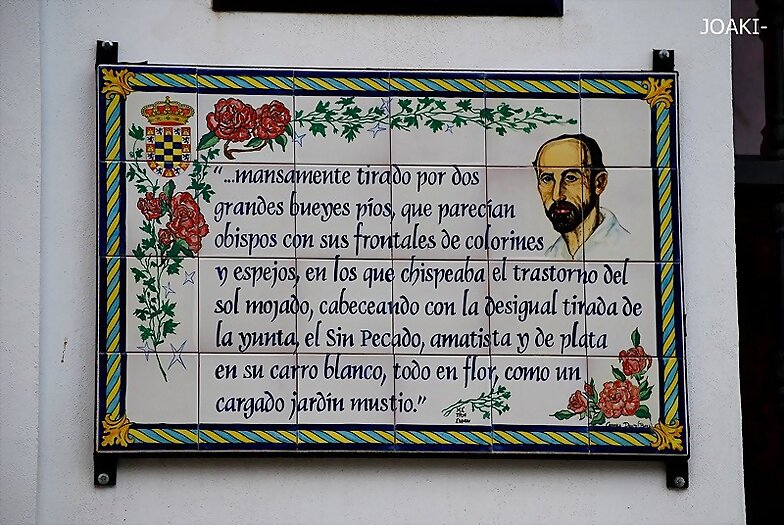 JOAKI-
"...mansamente tirado por dos
grandes bueyes píos, que parecían
obispos con sus frontales de colorines
y espejos, en los que chispeaba el trastorno del
sol mojado, cabeceando con la desigual tirada de
la yunta, el Sin Pecado, amatista y de plata
en su carro blanco, todo en flor, como un
cargado jardín mustio."